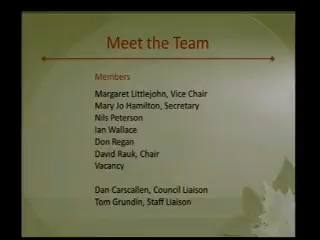 Meet the Team
Members
Margaret Littlejohn, Vice Chair
Mary Jo Hamilton, Secretary
Nils Peterson
Ian Wallace
Don Regan
David Rauk, Chair
Vacancy
Dan Carscallen, Council Liaison
Tom Grundin, Staff Liaison